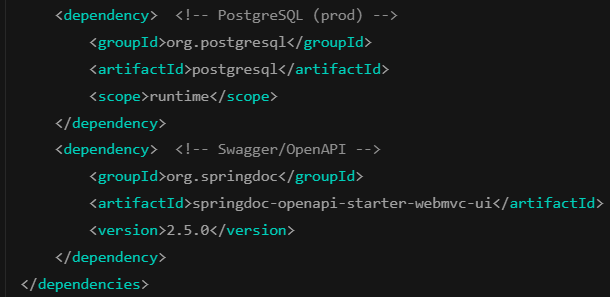 <dependency>  <!-- PostgreSQL (prod) -->
    <groupId>org.postgresql</groupId>
    <artifactId>postgresql</artifactId>
    <scope>runtime</scope>
</dependency>
<dependency>  <!-- Swagger/OpenAPI -->
    <groupId>org.springdoc</groupId>
    <artifactId>springdoc-openapi-starter-webmvc-ui</artifactId>
    <version>2.5.0</version>
</dependency>
</dependencies>